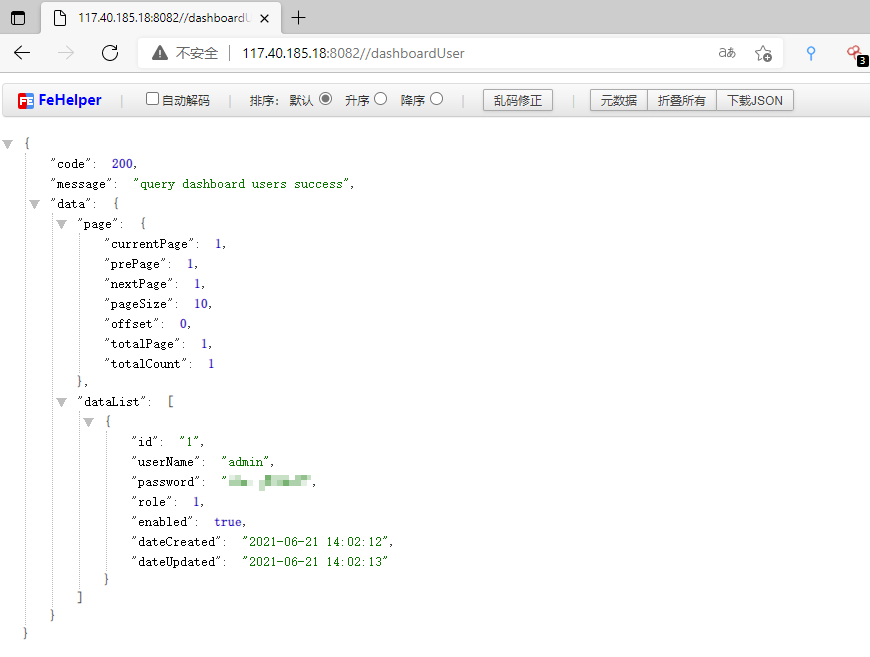 117.40.185.18:8082//dashboardU
不安全 117.40.185.18:8082//dashboardUser aあ 3
FeHelper 自动解码 排序: 默认 升序 降序 乱码修正 元数据 折叠所有 下载JSON
{
"code": 200,
"message": "query dashboard users success",
"data": {
"page": {
"currentPage": 1,
"prePage": 1,
"nextPage": 1,
"pageSize": 10,
"offset": 0,
"totalPage": 1,
"totalCount": 1
},
"dataList": [
{
"id": "1",
"userName": "admin",
"password": "
",
"role": 1,
"enabled": true,
"dateCreated": "2021-06-21 14:02:12",
"dateUpdated": "2021-06-21 14:02:13"
}
]
}
}